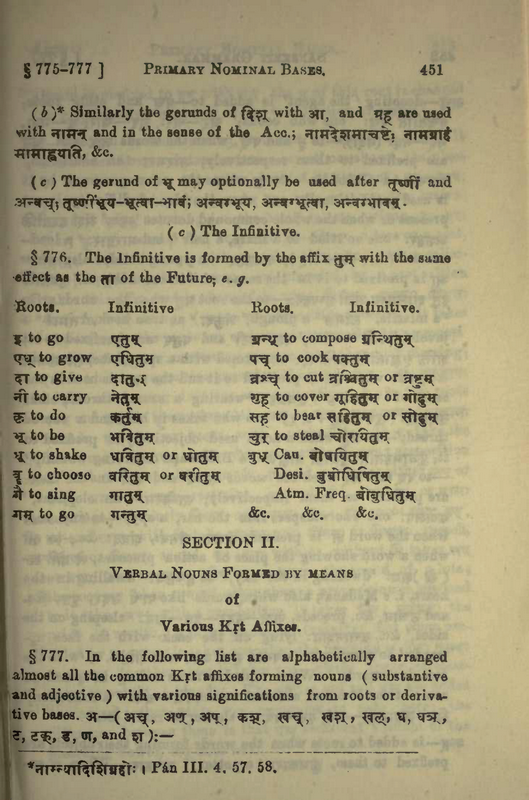 § 775-777 ] PRIMARY NOMINAL BASES. 451
( b )* Similarly the gerunds of दिश् with आ, and ग्रह् are used
with नामन् and in the sense of the Acc.; नामदेशमाचष्टे; नामग्राहं
मामाह्वयति, &c.
( c ) The gerund of भू may optionally be used after तूष्णीं and
अन्वच्; तूष्णींभूय-भूत्वा-भावं; अन्वग्भूय, अन्वग्भूत्वा, अन्वग्भावम्.
( c ) The Infinitive.
§ 776. The Infinitive is formed by the affix तुम् with the same
effect as the ता of the Future; e. g.
Roots. Infinitive Roots. Infinitive.
इ to go एतुम् ग्रन्थ् to compose ग्रन्थितुम्
एध् to grow एधितुम् पच् to cook पक्तुम्
दा to give दातुम् व्रश्च् to cut व्रश्चितुम् or व्रष्टुम्
नी to carry नेतुम् गुह् to cover गूहितुम् or गोढुम्
कृ to do कर्तुम् सह् to bear सहितुम् or सोढुम्
भू to be भवितुम् चुर् to steal चोरयितुम्
धू to shake धवितुम् or धोतुम् बुध् Cau. बोधयितुम्
वॄ to choose वरितुम् or वरीतुम् Desi. बुबोधिषितुम्
गै to sing गातुम् Atm. Freq. बोबुधितुम्
गम् to go गन्तुम् &c. &c. &c.
SECTION II.
VERBAL NOUNS FORMED BY MEANS
of
Various Kṛt Affixes.
§ 777. In the following list are alphabetically arranged
almost all the common Kṛt affixes forming nouns ( substantive
and adjective ) with various significations from roots or deriva-
tive bases. अ—( अच्, अण्, अप्, कञ्, खच्, खश्, खल्, घ, घञ्,
ट, टक्, ड, ण, and श ):—
*नाम्न्यादिशिग्रहोः । Pán III. 4. 57. 58.